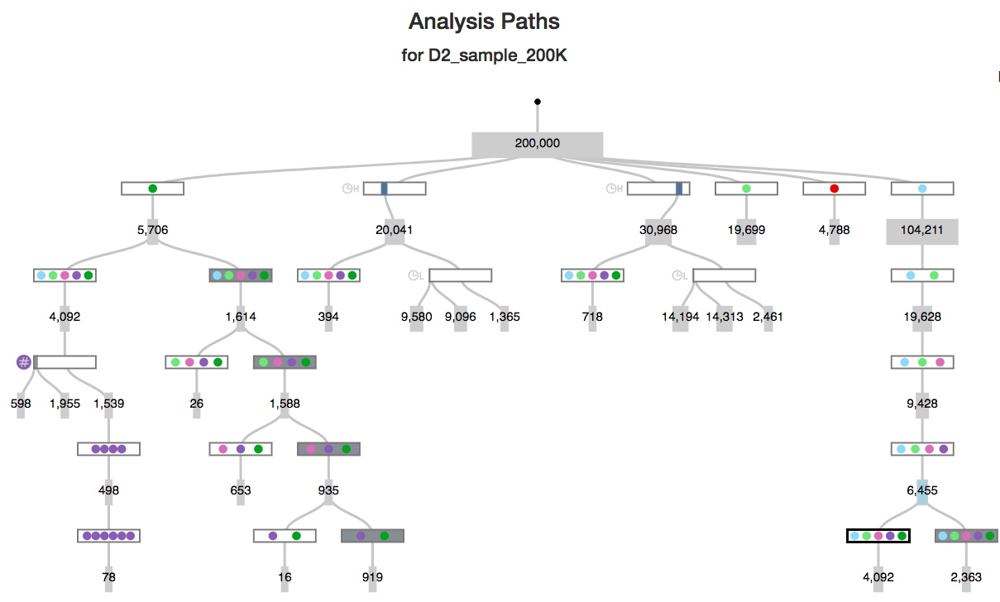 Analysis Paths
for D2_sample_200K
200,000
H
H
5,706 20,041 30,968 19,699 4,788 104,211
L
L
4,092 1,614 394 9,580 9,096 1,365 718 14,194 14,313 2,461 19,628
#
598 1,955 1,539 26 1,588 9,428
498 653 935 6,455
78 16 919 4,092 2,363